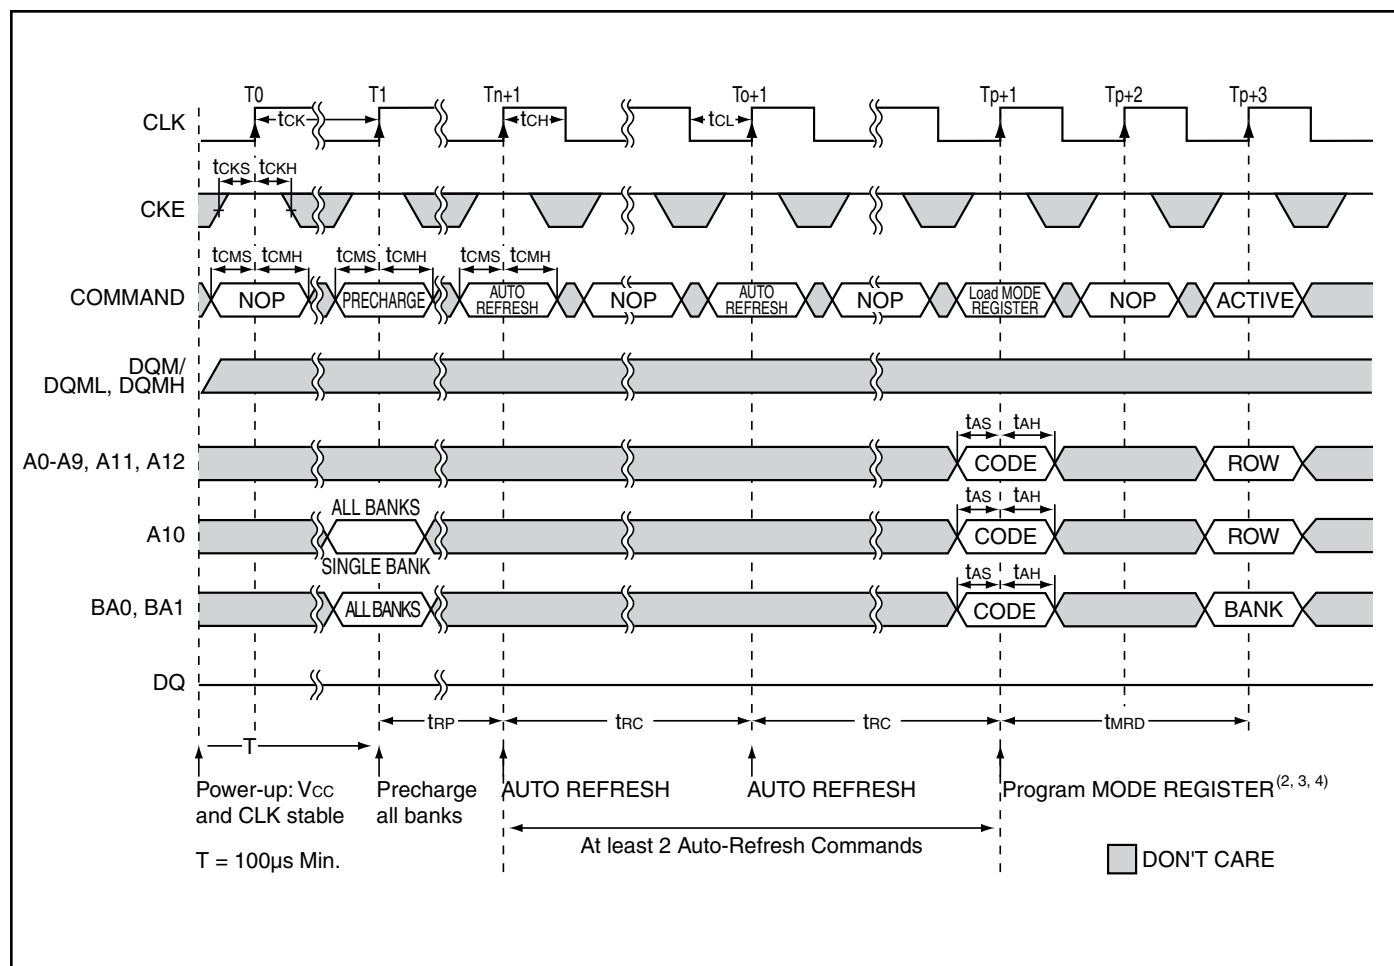 T0 T1 Tn+1 To+1 Tp+1 Tp+2 Tp+3
CLK tCK tCH tCL
tCKS tCKH
CKE
tCMS tCMH tCMS tCMH tCMS tCMH
COMMAND NOP PRECHARGE AUTO REFRESH NOP AUTO REFRESH NOP Load MODE REGISTER NOP ACTIVE
DQM/
DQML, DQMH
tAS tAH
A0-A9, A11, A12 CODE ROW
ALL BANKS tAS tAH
A10 CODE ROW
SINGLE BANK tAS tAH
BA0, BA1 ALL BANKS CODE BANK
DQ
tRP tRC tRC tMRD
T
Power-up: VCC Precharge AUTO REFRESH AUTO REFRESH Program MODE REGISTER(2, 3, 4)
and CLK stable all banks
At least 2 Auto-Refresh Commands
T = 100µs Min. DON'T CARE